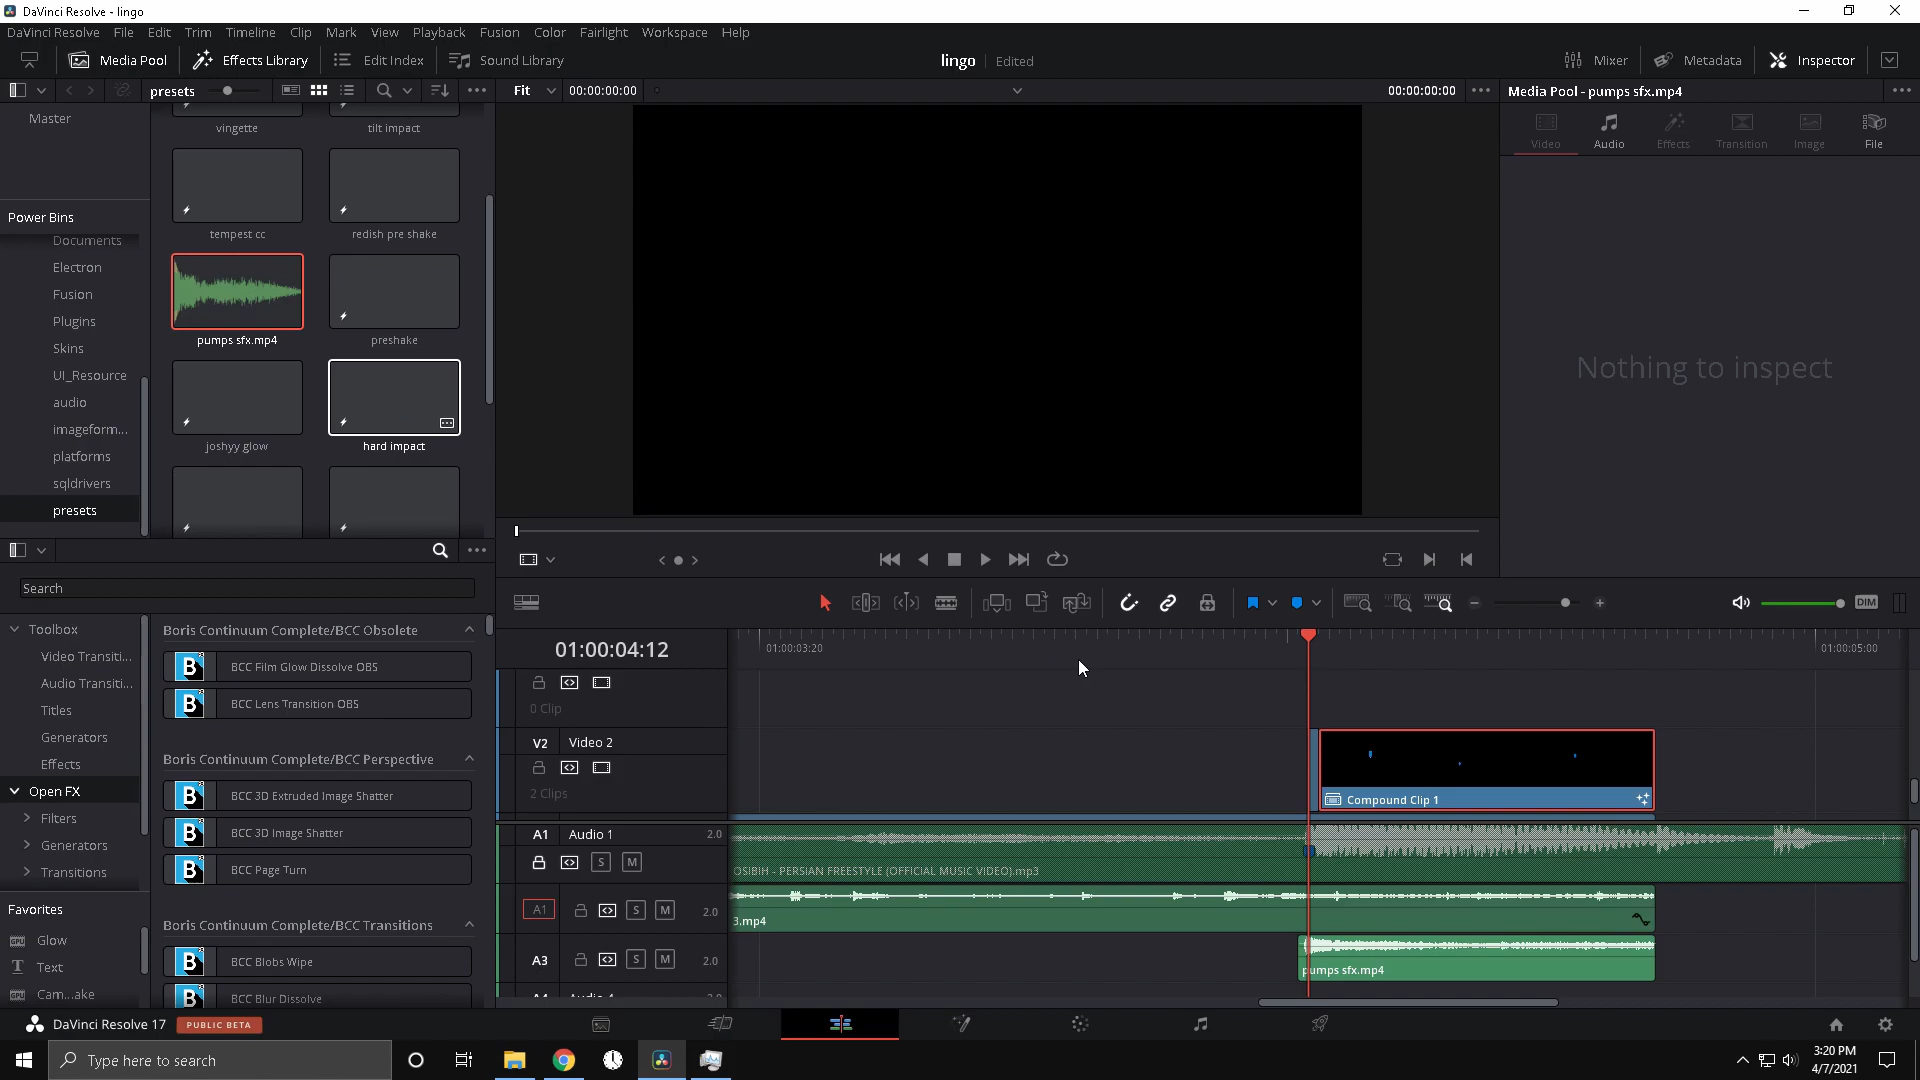 DaVinci Resolve - lingo
DaVinci Resolve File Edit Trim Timeline Clip Mark View Playback Fusion Color Fairlight Workspace Help
Media Pool Effects Library Edit Index Sound Library lingo Edited Mixer Metadata Inspector
presets Fit 00:00:00:00 00:00:00:00 Media Pool - pumps sfx.mp4
Video Audio Effects Transition Image File
Nothing to inspect
Master
Power Bins
Documents
Electron
Fusion
Plugins
Skins
UI_Resource
audio
imageform...
platforms
sqldrivers
presets
vingette tilt impact
tempest cc redish pre shake
pumps sfx.mp4 preshake
joshyy glow hard impact
Search
Toolbox
Video Transiti...
Audio Transiti...
Titles
Generators
Effects
Open FX
Filters
Generators
Transitions
Favorites
Glow
Text
Cam...ake
Boris Continuum Complete/BCC Obsolete
BCC Film Glow Dissolve OBS
BCC Lens Transition OBS
Boris Continuum Complete/BCC Perspective
BCC 3D Extruded Image Shatter
BCC 3D Image Shatter
BCC Page Turn
Boris Continuum Complete/BCC Transitions
BCC Blobs Wipe
BCC Blur Dissolve
DIM
01:00:04:12 01:00:03:20 01:00:05:00
0 Clip
V2 Video 2
2 Clips
Compound Clip 1
A1 Audio 1 2.0
S M
OSIBIH - PERSIAN FREESTYLE (OFFICIAL MUSIC VIDEO).mp3
A1 S M 2.0
3.mp4
A3 S M 2.0
pumps sfx.mp4
DaVinci Resolve 17 PUBLIC BETA
Type here to search
3:20 PM
4/7/2021